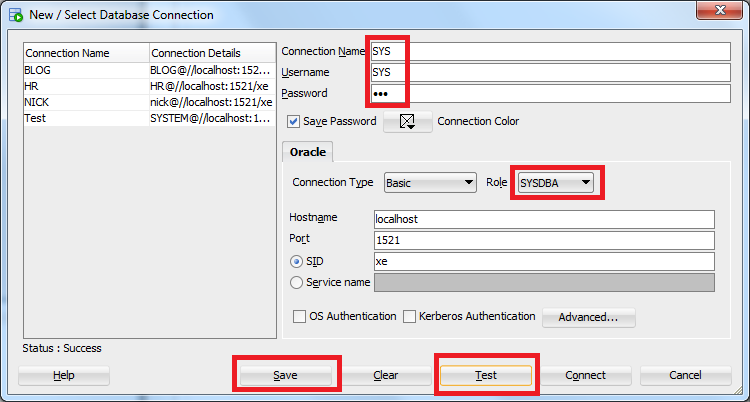 New / Select Database Connection
Connection Name Connection Details
BLOG BLOG@//localhost:152...
HR HR@//localhost:1521/xe
NICK nick@//localhost:1521/xe
Test SYSTEM@//localhost:1...
Connection Name SYS
Username SYS
Password •••
Save Password Connection Color
Oracle
Connection Type Basic Role SYSDBA
Hostname localhost
Port 1521
SID xe
Service name
OS Authentication Kerberos Authentication Advanced...
Status : Success
Help Save Clear Test Connect Cancel